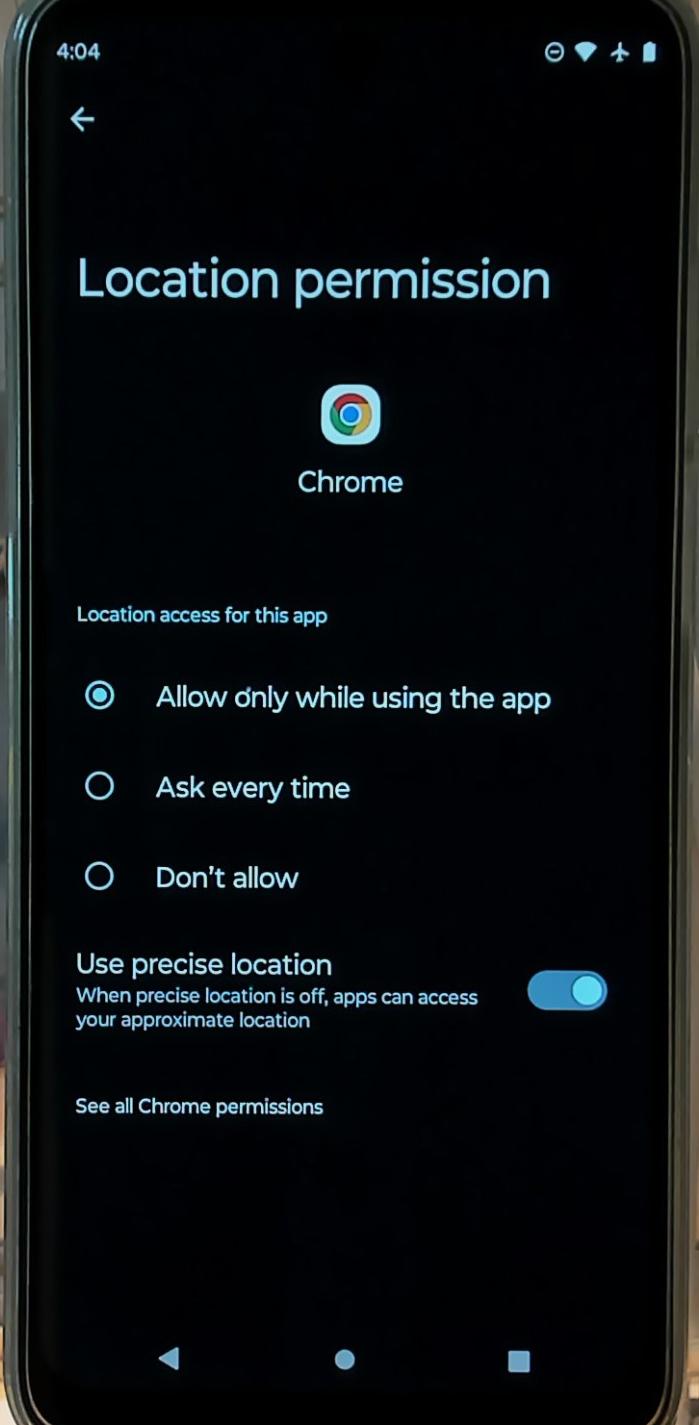 4:04
Location permission
Chrome
Location access for this app
Allow only while using the app
Ask every time
Don't allow
Use precise location
When precise location is off, apps can access
your approximate location
See all Chrome permissions